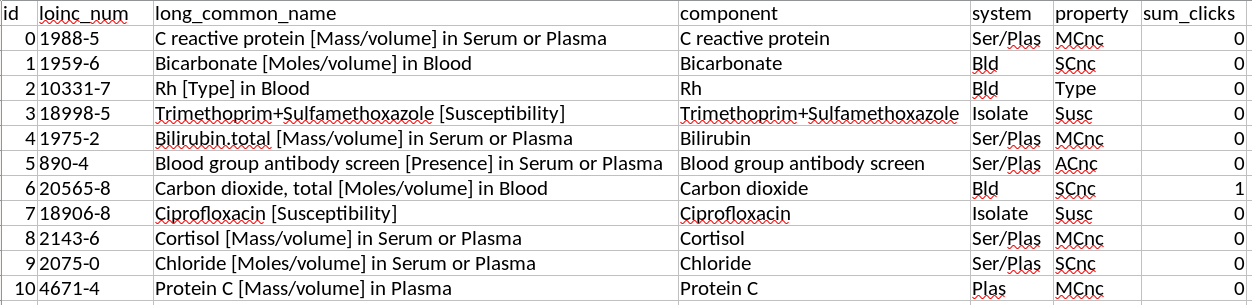 id loinc_num long_common_name component system property sum_clicks
0 1988-5 C reactive protein [Mass/volume] in Serum or Plasma C reactive protein Ser/Plas MCnc 0
1 1959-6 Bicarbonate [Moles/volume] in Blood Bicarbonate Bld SCnc 0
2 10331-7 Rh [Type] in Blood Rh Bld Type 0
3 18998-5 Trimethoprim+Sulfamethoxazole [Susceptibility] Trimethoprim+Sulfamethoxazole Isolate Susc 0
4 1975-2 Bilirubin.total [Mass/volume] in Serum or Plasma Bilirubin Ser/Plas MCnc 0
5 890-4 Blood group antibody screen [Presence] in Serum or Plasma Blood group antibody screen Ser/Plas ACnc 0
6 20565-8 Carbon dioxide, total [Moles/volume] in Blood Carbon dioxide Bld SCnc 1
7 18906-8 Ciprofloxacin [Susceptibility] Ciprofloxacin Isolate Susc 0
8 2143-6 Cortisol [Mass/volume] in Serum or Plasma Cortisol Ser/Plas MCnc 0
9 2075-0 Chloride [Moles/volume] in Serum or Plasma Chloride Ser/Plas SCnc 0
10 4671-4 Protein C [Mass/volume] in Plasma Protein C Plas MCnc 0